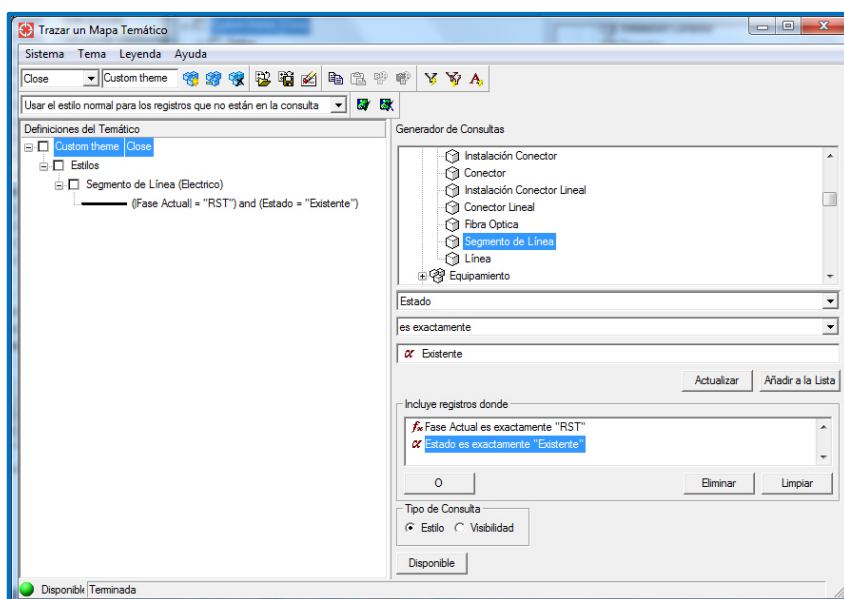 Trazar un Mapa Temático
Sistema Tema Leyenda Ayuda
Close Custom theme
Usar el estilo normal para los registros que no están en la consulta
Definiciones del Temático
Custom theme Close
Estilos
Segmento de Línea (Electrico)
(|Fase Actual| = "RST") and (Estado = "Existente")
Generador de Consultas
Instalación Conector
Conector
Instalación Conector Lineal
Conector Lineal
Fibra Optica
Segmento de Línea
Línea
Equipamiento
Estado
es exactamente
α Existente
Actualizar Añadir a la Lista
Incluye registros donde
fx Fase Actual es exactamente "RST"
α Estado es exactamente "Existente"
O Eliminar Limpiar
Tipo de Consulta
Estilo Visibilidad
Disponible
Disponible Terminada